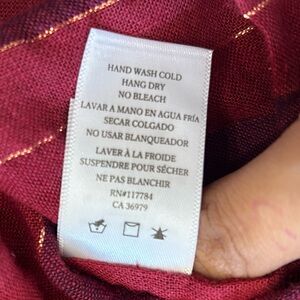 HAND WASH COLD
HANG DRY
NO BLEACH
LAVAR A MANO EN AGUA FRÍA
SECAR COLGADO
NO USAR BLANQUEADOR
LAVER À LA FROIDE
SUSPENDRE POUR SÉCHER
NE PAS BLANCHIR
RN#117784
CA 36979